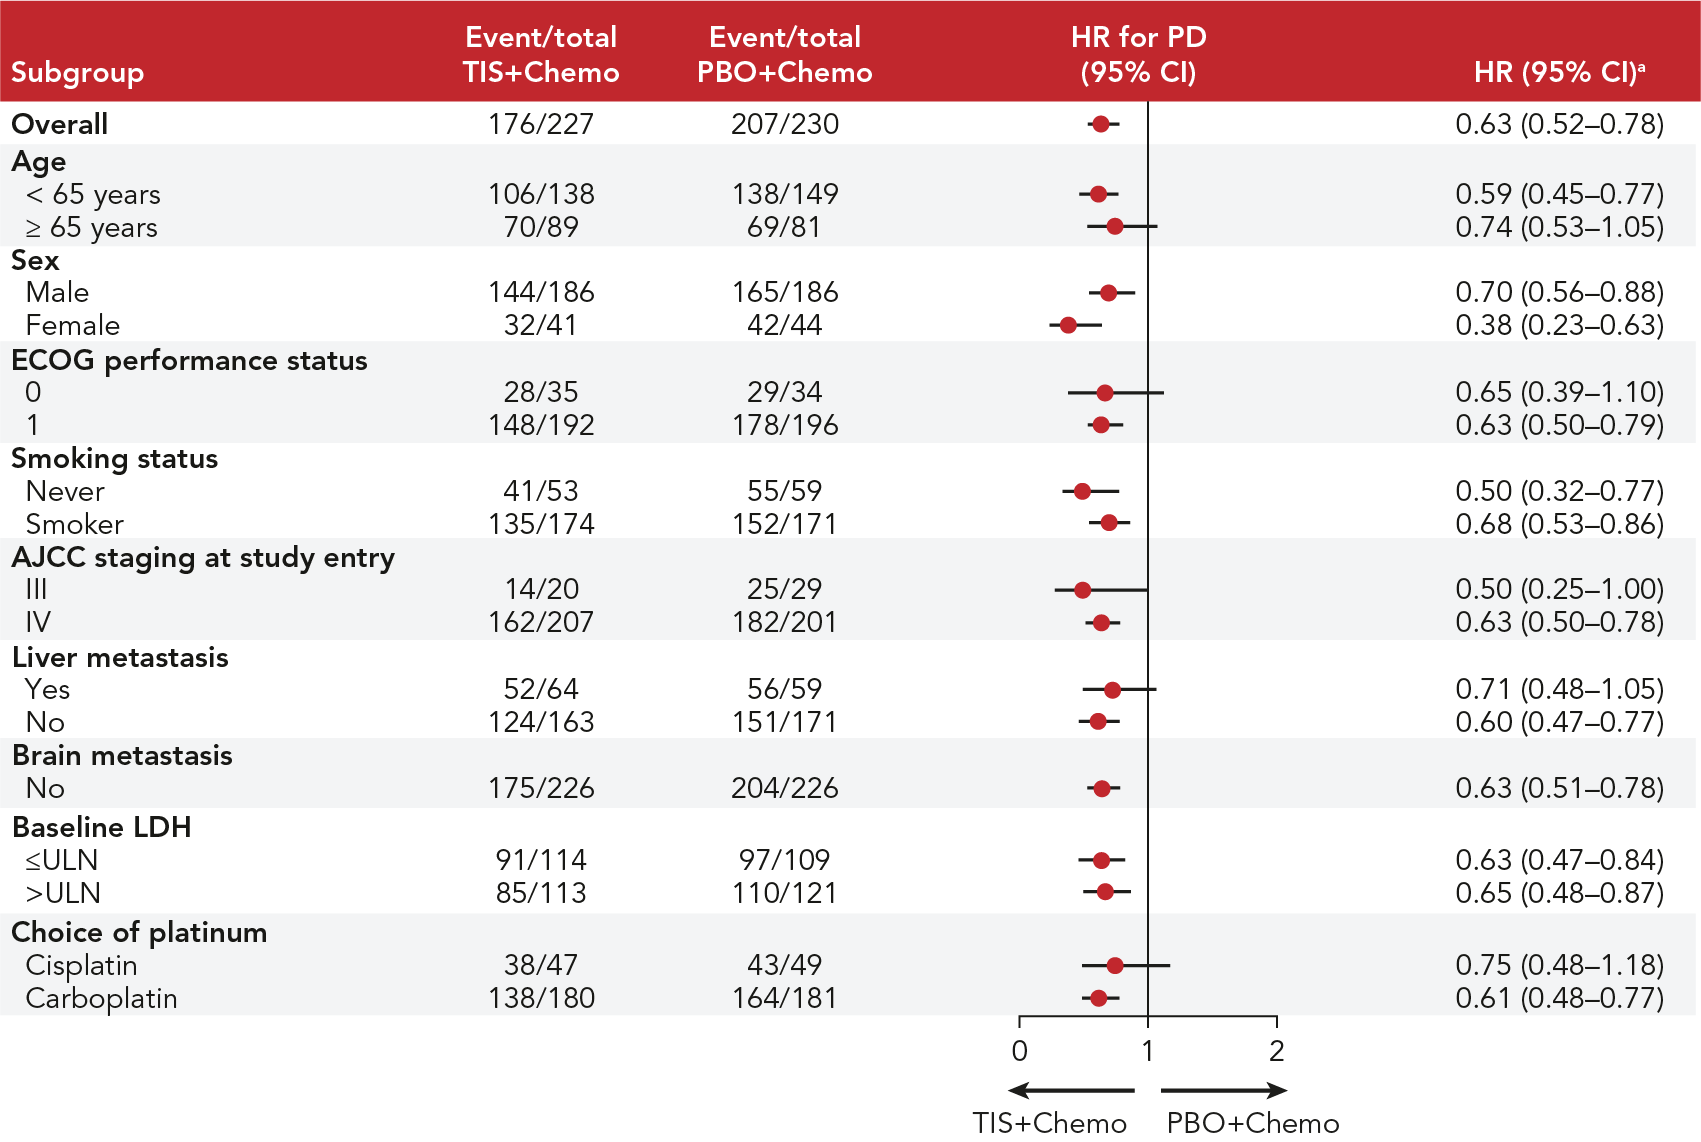 Subgroup Event/total TIS+Chemo Event/total PBO+Chemo HR for PD (95% CI) HR (95% CI)a
Overall 176/227 207/230 0.63 (0.52–0.78)
Age
< 65 years 106/138 138/149 0.59 (0.45–0.77)
≥ 65 years 70/89 69/81 0.74 (0.53–1.05)
Sex
Male 144/186 165/186 0.70 (0.56–0.88)
Female 32/41 42/44 0.38 (0.23–0.63)
ECOG performance status
0 28/35 29/34 0.65 (0.39–1.10)
1 148/192 178/196 0.63 (0.50–0.79)
Smoking status
Never 41/53 55/59 0.50 (0.32–0.77)
Smoker 135/174 152/171 0.68 (0.53–0.86)
AJCC staging at study entry
III 14/20 25/29 0.50 (0.25–1.00)
IV 162/207 182/201 0.63 (0.50–0.78)
Liver metastasis
Yes 52/64 56/59 0.71 (0.48–1.05)
No 124/163 151/171 0.60 (0.47–0.77)
Brain metastasis
No 175/226 204/226 0.63 (0.51–0.78)
Baseline LDH
≤ULN 91/114 97/109 0.63 (0.47–0.84)
>ULN 85/113 110/121 0.65 (0.48–0.87)
Choice of platinum
Cisplatin 38/47 43/49 0.75 (0.48–1.18)
Carboplatin 138/180 164/181 0.61 (0.48–0.77)
0 1 2
TIS+Chemo PBO+Chemo